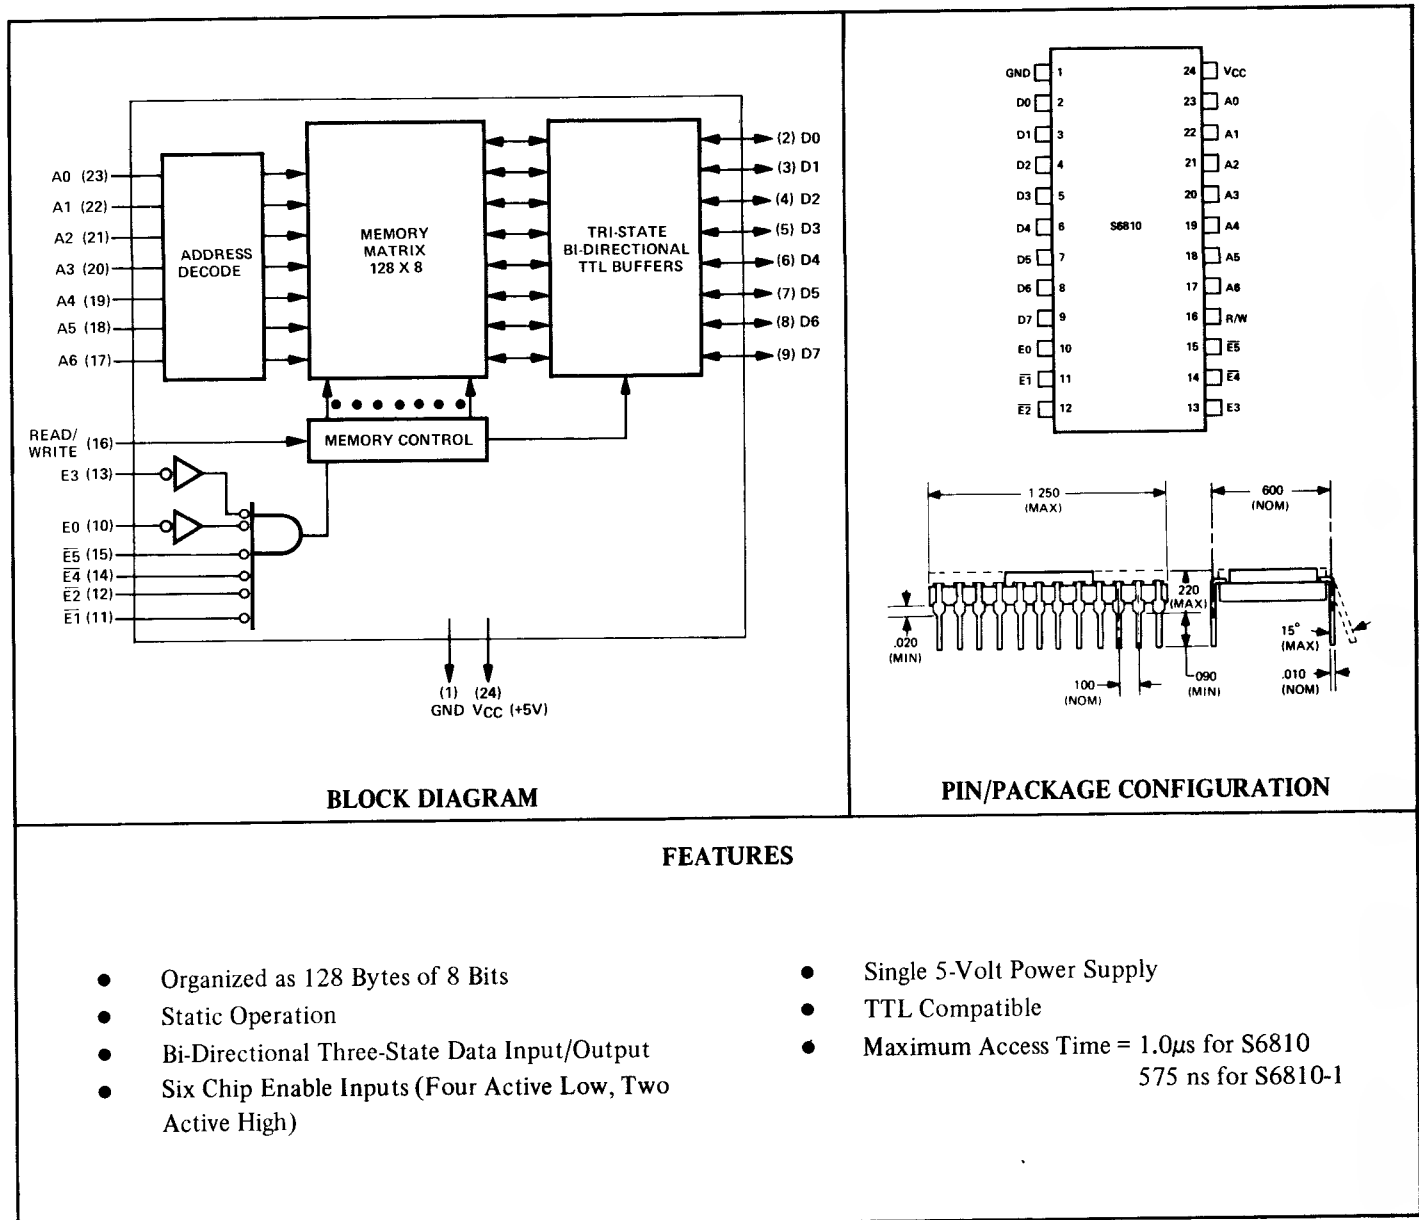 A0 (23)
A1 (22)
A2 (21)
A3 (20)
A4 (19)
A5 (18)
A6 (17)
ADDRESS
DECODE
MEMORY
MATRIX
128 X 8
TRI-STATE
BI-DIRECTIONAL
TTL BUFFERS
(2) D0
(3) D1
(4) D2
(5) D3
(6) D4
(7) D5
(8) D6
(9) D7
READ/
WRITE (16)
MEMORY CONTROL
E3 (13)
E0 (10)
E̅5̅ (15)
E̅4̅ (14)
E̅2̅ (12)
E̅1̅ (11)
(1) (24)
GND VCC (+5V)
BLOCK DIAGRAM
GND 1 24 VCC
D0 2 23 A0
D1 3 22 A1
D2 4 21 A2
D3 5 20 A3
D4 6 S6810 19 A4
D5 7 18 A5
D6 8 17 A6
D7 9 16 R/W
E0 10 15 E̅5̅
E̅1̅ 11 14 E̅4̅
E̅2̅ 12 13 E3
1 250
(MAX)
600
(NOM)
220
(MAX)
.020
(MIN)
15°
(MAX)
100
(NOM)
090
(MIN)
.010
(NOM)
PIN/PACKAGE CONFIGURATION
FEATURES
● Organized as 128 Bytes of 8 Bits
● Static Operation
● Bi-Directional Three-State Data Input/Output
● Six Chip Enable Inputs (Four Active Low, Two
Active High)
● Single 5-Volt Power Supply
● TTL Compatible
● Maximum Access Time = 1.0μs for S6810
575 ns for S6810-1